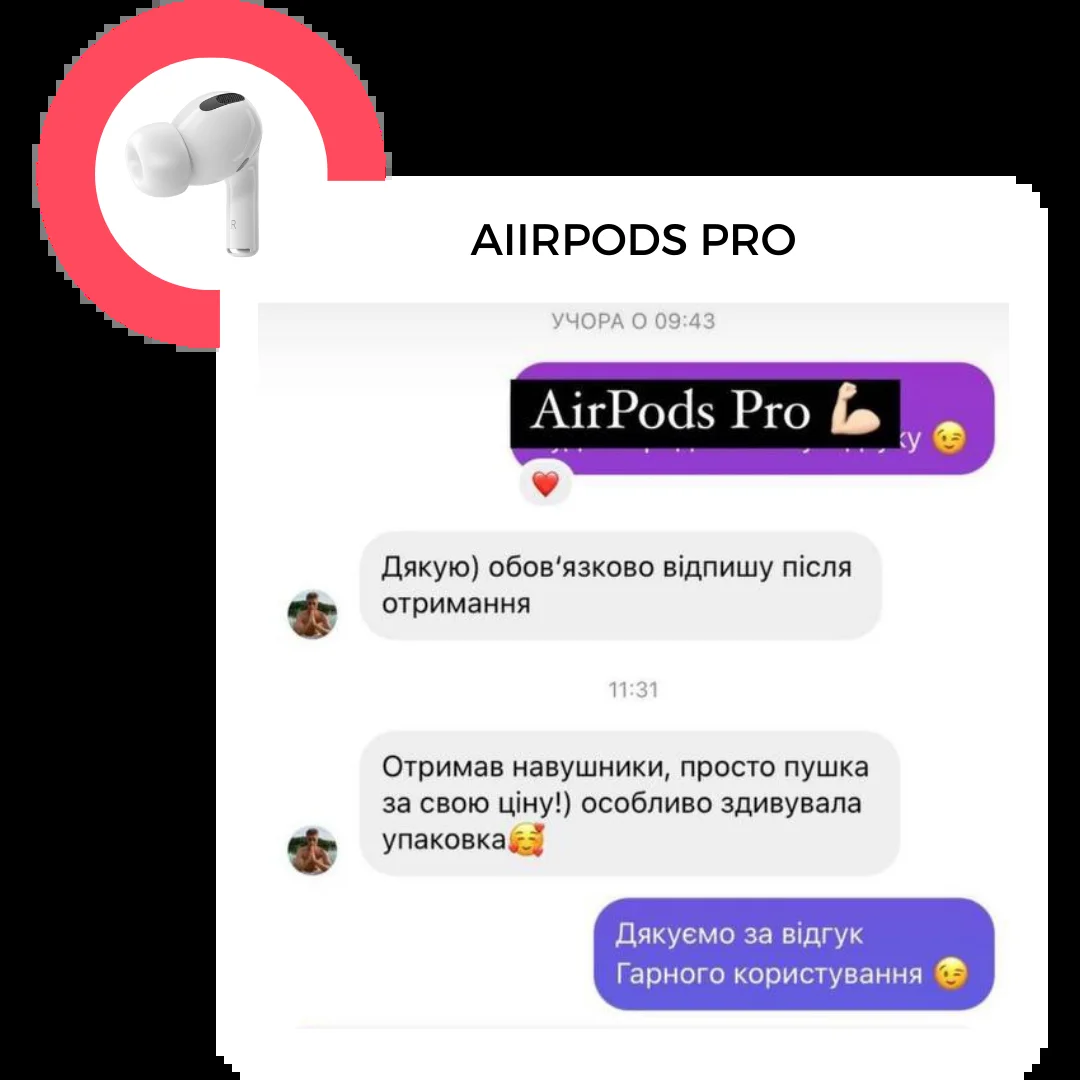 AIIRPODS PRO
УЧОРА О 09:43
AirPods Pro 💪🏻
😉
❤️
Дякую) обов‘язково відпишу після
отримання
11:31
Отримав навушники, просто пушка
за свою ціну!) особливо здивувала
упаковка🥰
Дякуємо за відгук
Гарного користування 😉